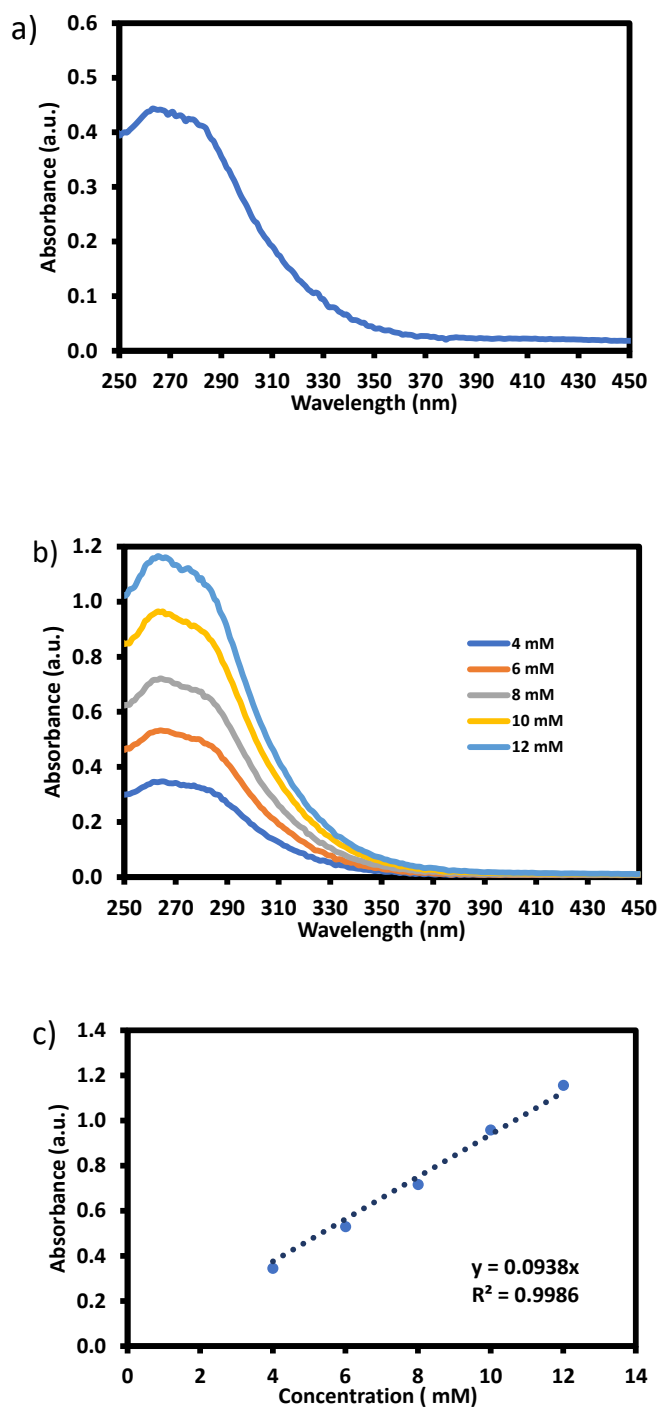 a)
0.6
0.5
0.4
0.3
0.2
0.1
0.0
Absorbance (a.u.)
250 270 290 310 330 350 370 390 410 430 450
Wavelength (nm)
b)
1.2
1.0
0.8
0.6
0.4
0.2
0.0
Absorbance (a.u.)
4 mM
6 mM
8 mM
10 mM
12 mM
250 270 290 310 330 350 370 390 410 430 450
Wavelength (nm)
c)
1.4
1.2
1.0
0.8
0.6
0.4
0.2
0.0
Absorbance (a.u.)
y = 0.0938x
R² = 0.9986
0 2 4 6 8 10 12 14
Concentration ( mM)